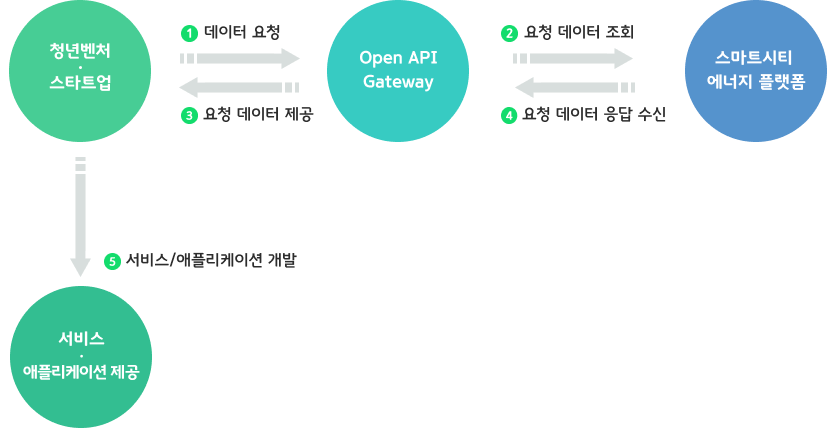 청년벤처
·
스타트업
1 데이터 요청
3 요청 데이터 제공
Open API
Gateway
2 요청 데이터 조회
4 요청 데이터 응답 수신
스마트시티
에너지 플랫폼
5 서비스/애플리케이션 개발
서비스
·
애플리케이션 제공